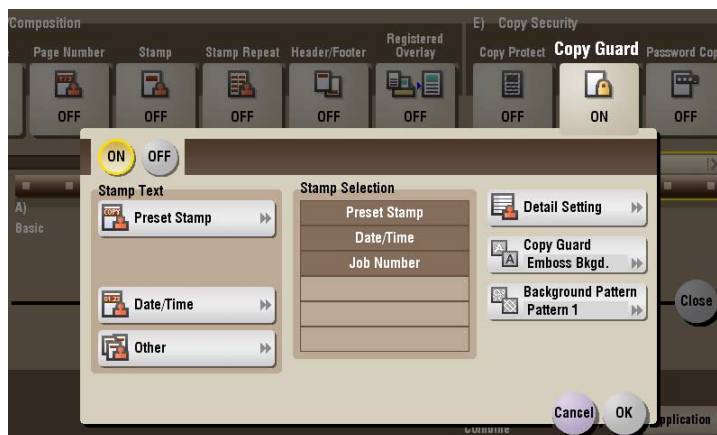 /Composition
E) Copy Security
Page Number
Stamp
Stamp Repeat
Header/Footer
Registered
Overlay
Copy Protect
Copy Guard
Password Cop
OFF
OFF
OFF
OFF
OFF
OFF
ON
OFF
ON
OFF
A)
Basic
Stamp Text
Preset Stamp
Date/Time
Other
Stamp Selection
Preset Stamp
Date/Time
Job Number
Detail Setting
Copy Guard
Emboss Bkgd.
Background Pattern
Pattern 1
Close
Cancel
OK
Combine
pplication